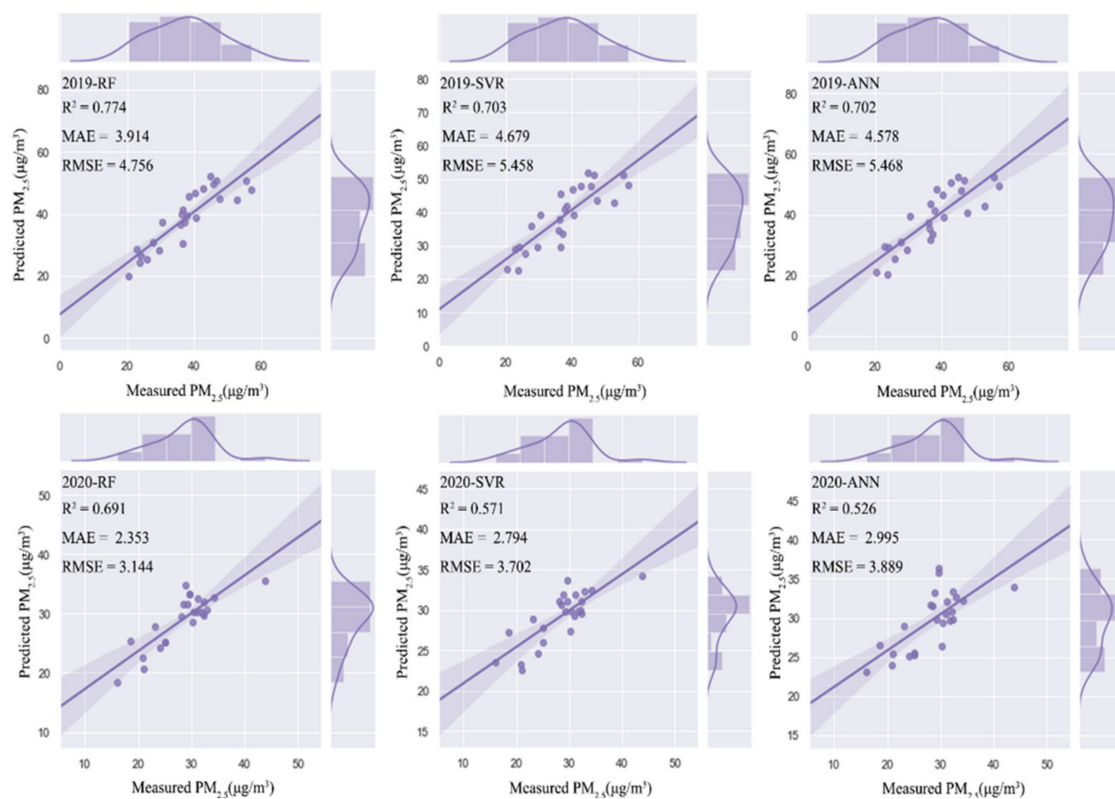 2019-RF
R² = 0.774
MAE = 3.914
RMSE = 4.756
80
60
40
20
0
Predicted PM2.5(μg/m³)
0 20 40 60
Measured PM2.5(μg/m³)
2019-SVR
R² = 0.703
MAE = 4.679
RMSE = 5.458
80
70
60
50
40
30
20
10
0
Predicted PM2.5(μg/m³)
0 20 40 60
Measured PM2.5(μg/m³)
2019-ANN
R² = 0.702
MAE = 4.578
RMSE = 5.468
80
60
40
20
0
Predicted PM2.5(μg/m³)
0 20 40 60
Measured PM2.5(μg/m³)
2020-RF
R² = 0.691
MAE = 2.353
RMSE = 3.144
50
40
30
20
10
Predicted PM2.5(μg/m³)
10 20 30 40 50
Measured PM2.5(μg/m³)
2020-SVR
R² = 0.571
MAE = 2.794
RMSE = 3.702
45
40
35
30
25
20
15
Predicted PM2.5(μg/m³)
10 20 30 40 50
Measured PM2.5(μg/m³)
2020-ANN
R² = 0.526
MAE = 2.995
RMSE = 3.889
45
40
35
30
25
20
15
Predicted PM2.5(μg/m³)
10 20 30 40 50
Measured PM2.5(μg/m³)